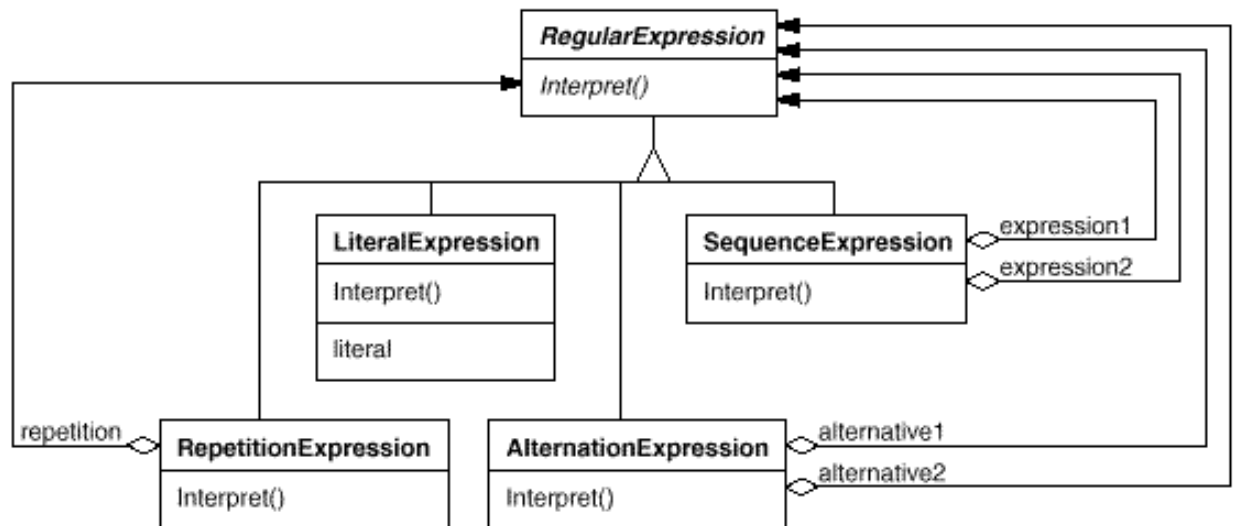 RegularExpression
Interpret()
LiteralExpression
Interpret()
literal
SequenceExpression
Interpret()
expression1
expression2
repetition
RepetitionExpression
Interpret()
AlternationExpression
Interpret()
alternative1
alternative2